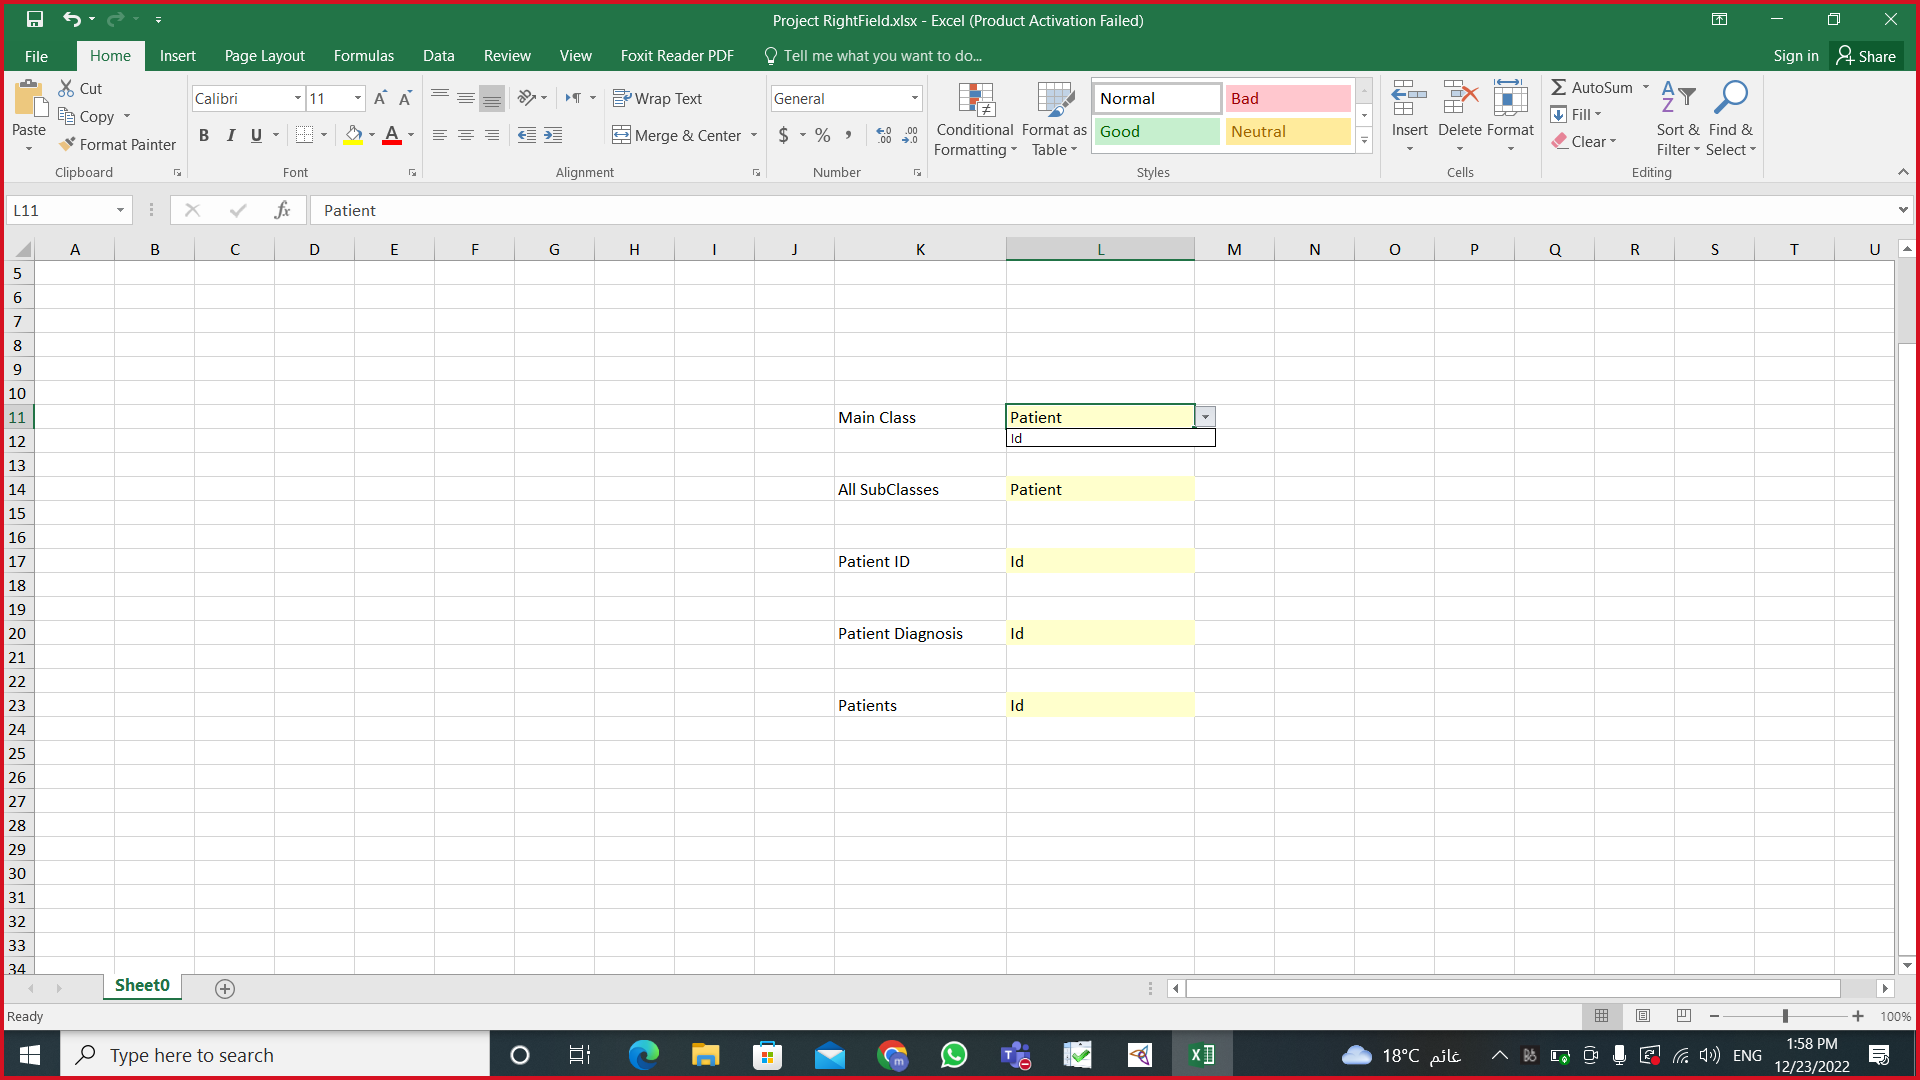 Project RightField.xlsx - Excel (Product Activation Failed)
File Home Insert Page Layout Formulas Data Review View Foxit Reader PDF Tell me what you want to do... Sign in Share
Paste
Cut
Copy
Format Painter
Clipboard
Calibri 11 A A
B I U A
Font
Wrap Text
Merge & Center
Alignment
General
$ % ,
Number
Conditional Formatting
Format as Table
Normal Bad
Good Neutral
Styles
Insert Delete Format
Cells
AutoSum
Fill
Clear
Sort & Filter
Find & Select
Editing
L11 fx Patient
A B C D E F G H I J K L M N O P Q R S T U
5
6
7
8
9
10
11 Main Class Patient
12 Id
13
14 All SubClasses Patient
15
16
17 Patient ID Id
18
19
20 Patient Diagnosis Id
21
22
23 Patients Id
24
25
26
27
28
29
30
31
32
33
34
Sheet0
Ready 100%
Type here to search
18°C غائم ENG
1:58 PM
12/23/2022